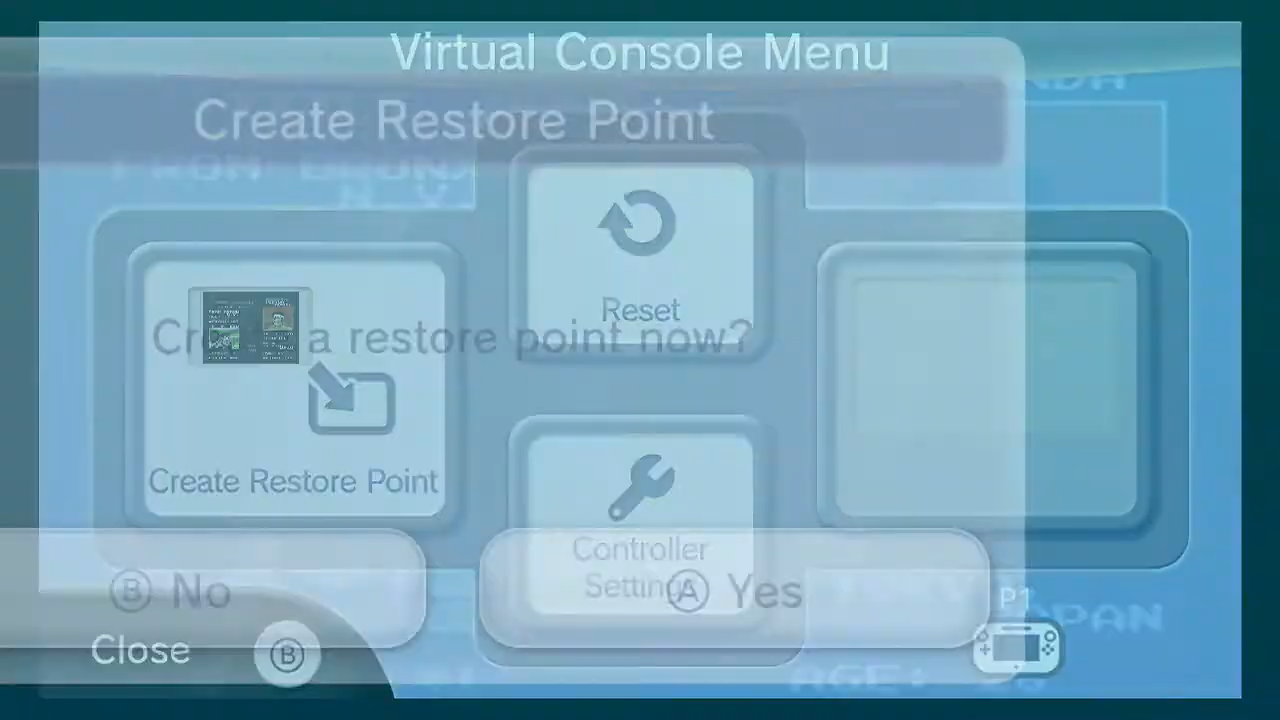 Virtual Console Menu
Create Restore Point
Reset
a restore point now?
Create Restore Point
Controller
Settings
B No
A Yes
P1
Close
B
AGE: